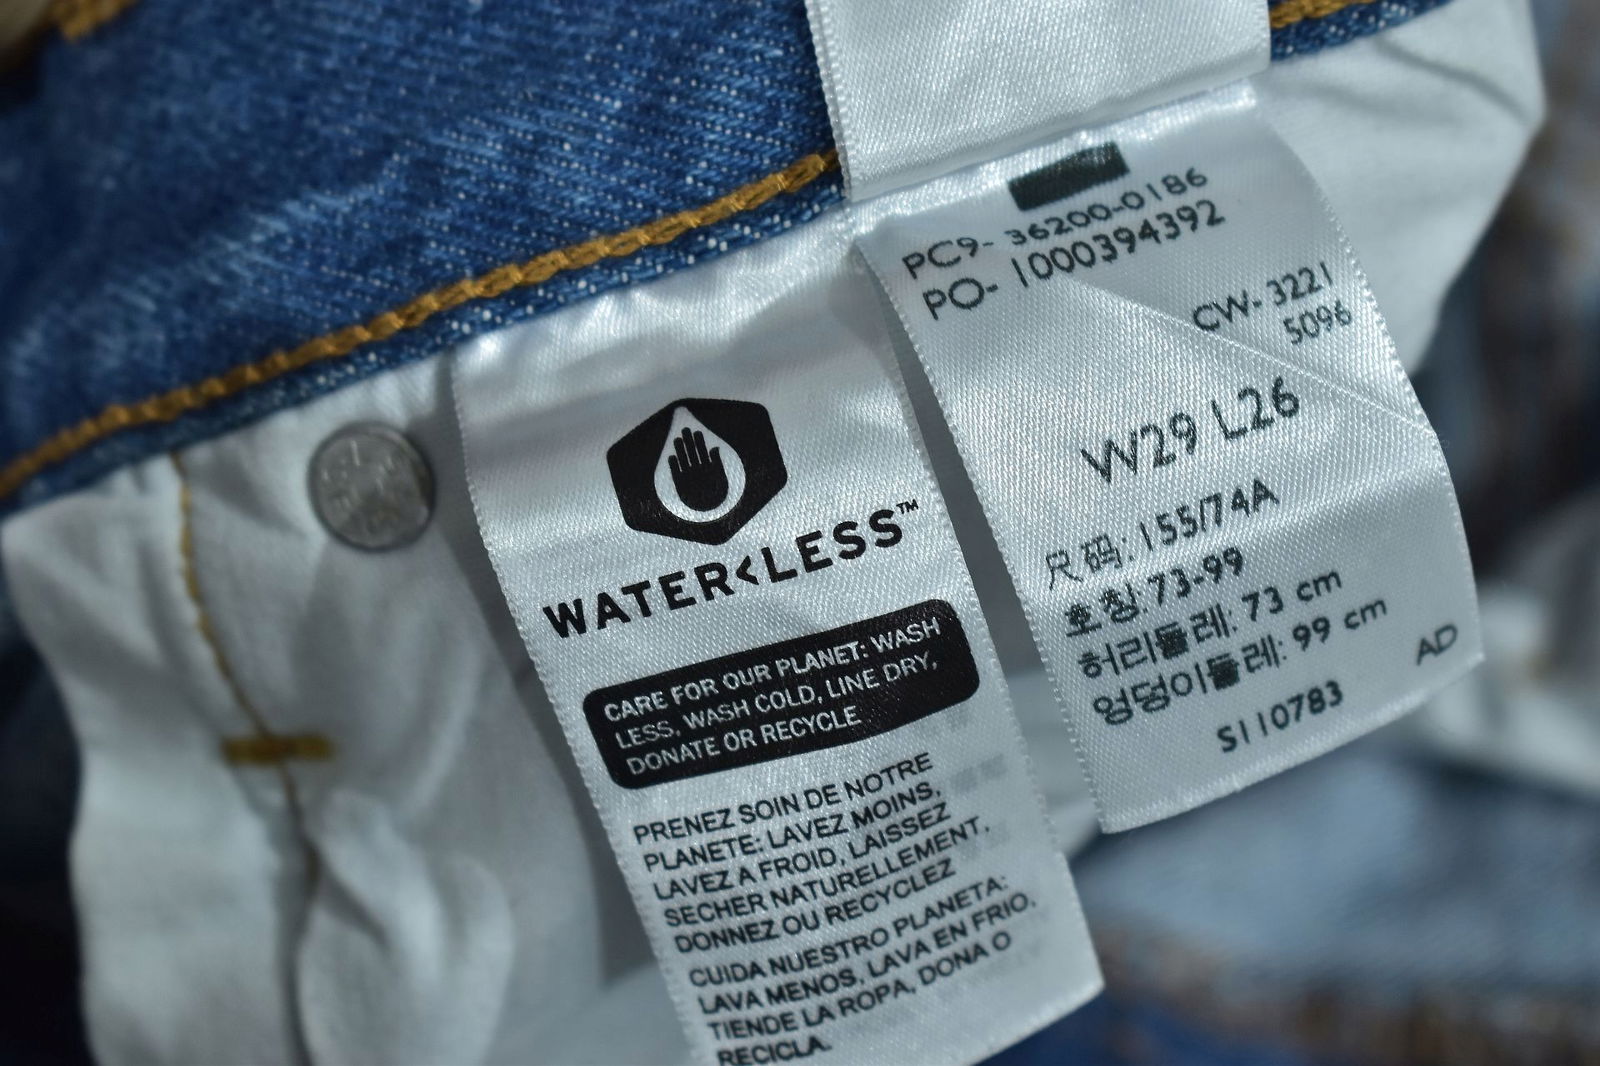 WATER<LESS™
CARE FOR OUR PLANET: WASH
LESS, WASH COLD, LINE DRY,
DONATE OR RECYCLE
PRENEZ SOIN DE NOTRE
PLANETE: LAVEZ MOINS,
LAVEZ A FROID, LAISSEZ
SECHER NATURELLEMENT,
DONNEZ OU RECYCLEZ
CUIDA NUESTRO PLANETA:
LAVA MENOS, LAVA EN FRIO,
TIENDE LA ROPA, DONA O
RECICLA.
PC9- 36200-0186
PO- 1000394392
CW- 3221
5096
W29 L26
尺码: 155/74A
호칭: 73-99
허리둘레: 73 cm
엉덩이둘레: 99 cm
AD
S110783